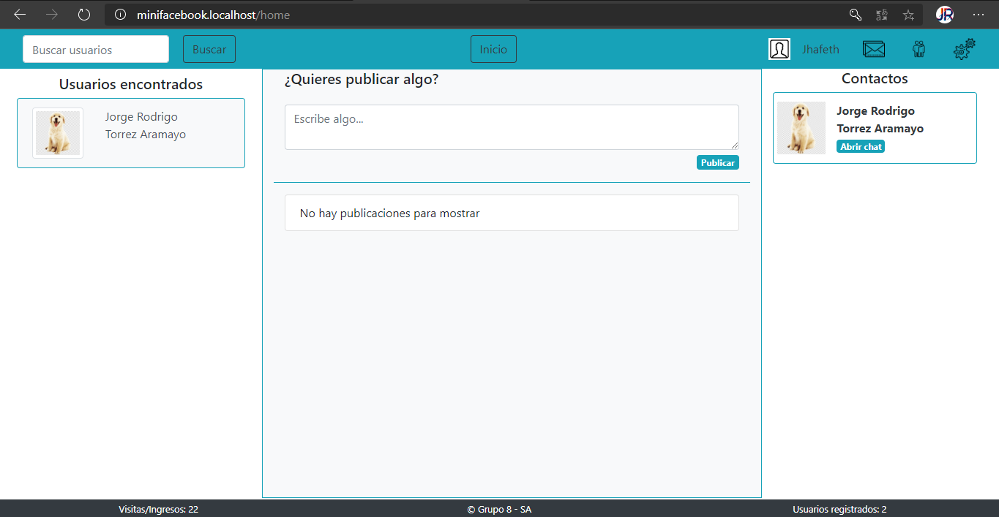 minifacebook.localhost/home
JR
Buscar usuarios
Buscar
Inicio
Jhafeth
Usuarios encontrados
Jorge Rodrigo
Torrez Aramayo
¿Quieres publicar algo?
Escribe algo...
Publicar
No hay publicaciones para mostrar
Contactos
Jorge Rodrigo
Torrez Aramayo
Abrir chat
Visitas/Ingresos: 22
© Grupo 8 - SA
Usuarios registrados: 2